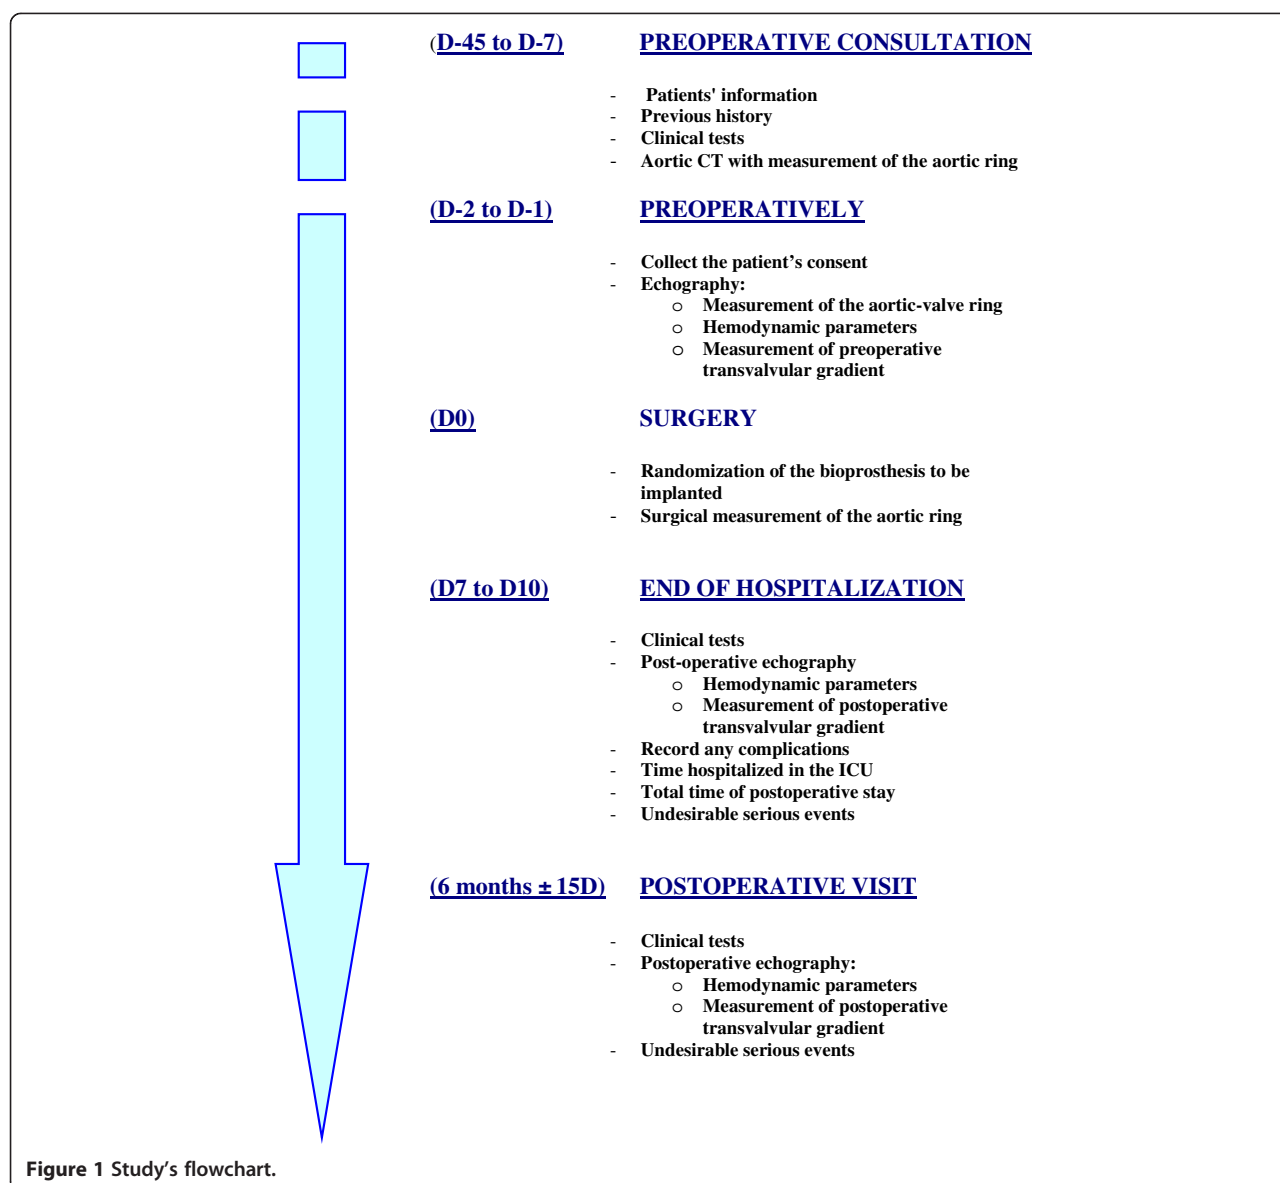 (D-45 to D-7) PREOPERATIVE CONSULTATION
- Patients' information
- Previous history
- Clinical tests
- Aortic CT with measurement of the aortic ring
(D-2 to D-1) PREOPERATIVELY
- Collect the patient's consent
- Echography:
o Measurement of the aortic-valve ring
o Hemodynamic parameters
o Measurement of preoperative
transvalvular gradient
(D0) SURGERY
- Randomization of the bioprosthesis to be
implanted
- Surgical measurement of the aortic ring
(D7 to D10) END OF HOSPITALIZATION
- Clinical tests
- Post-operative echography
o Hemodynamic parameters
o Measurement of postoperative
transvalvular gradient
- Record any complications
- Time hospitalized in the ICU
- Total time of postoperative stay
- Undesirable serious events
(6 months ± 15D) POSTOPERATIVE VISIT
- Clinical tests
- Postoperative echography:
o Hemodynamic parameters
o Measurement of postoperative
transvalvular gradient
- Undesirable serious events
Figure 1 Study's flowchart.